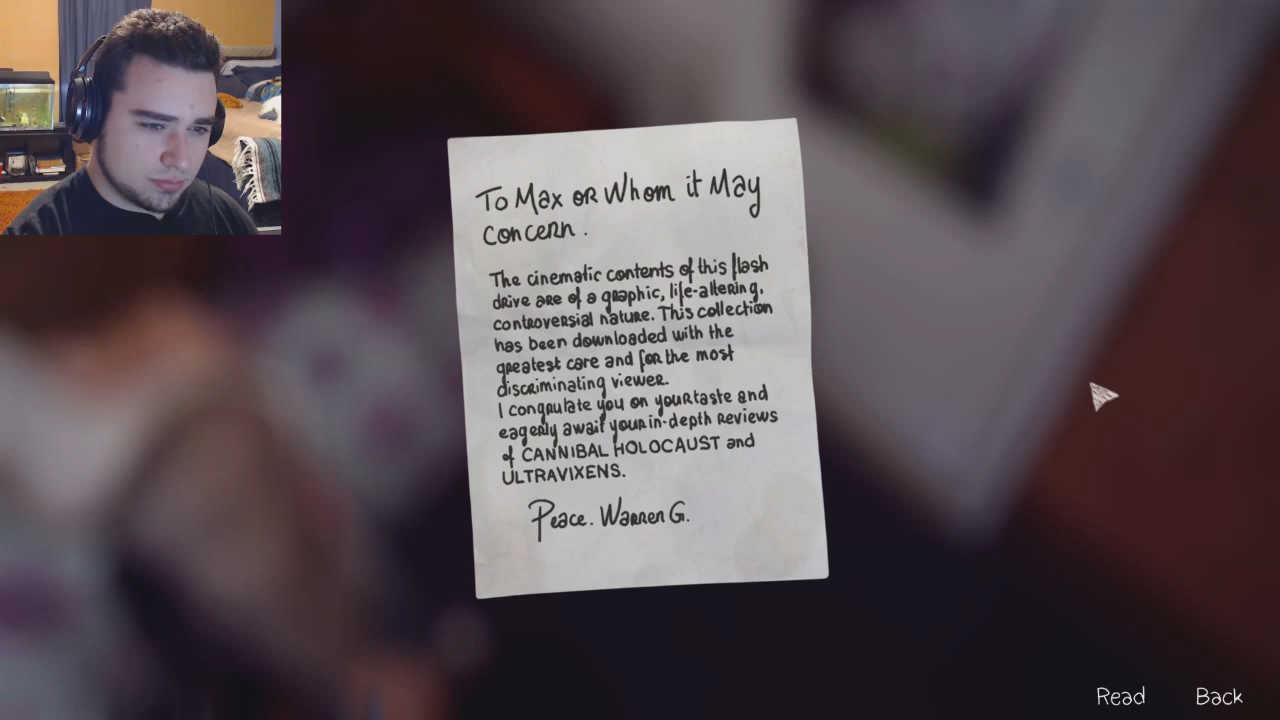 To Max or Whom it May
Concern.
The cinematic contents of this flash
drive are of a graphic, life-altering,
controversial nature. This collection
has been downloaded with the
greatest care and for the most
discriminating viewer.
I congrulate you on your taste and
eagerly await your in-depth reviews
of CANNIBAL HOLOCAUST and
ULTRAVIXENS.
Peace. Warren G.
Read Back